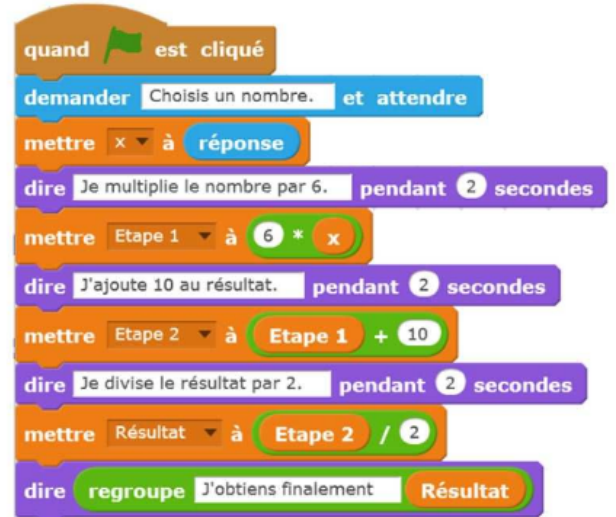 quand est cliqué
demander Choisis un nombre. et attendre
mettre x à réponse
dire Je multiplie le nombre par 6. pendant 2 secondes
mettre Etape 1 à 6 * x
dire J'ajoute 10 au résultat. pendant 2 secondes
mettre Etape 2 à Etape 1 + 10
dire Je divise le résultat par 2. pendant 2 secondes
mettre Résultat à Etape 2 / 2
dire regroupe J'obtiens finalement Résultat